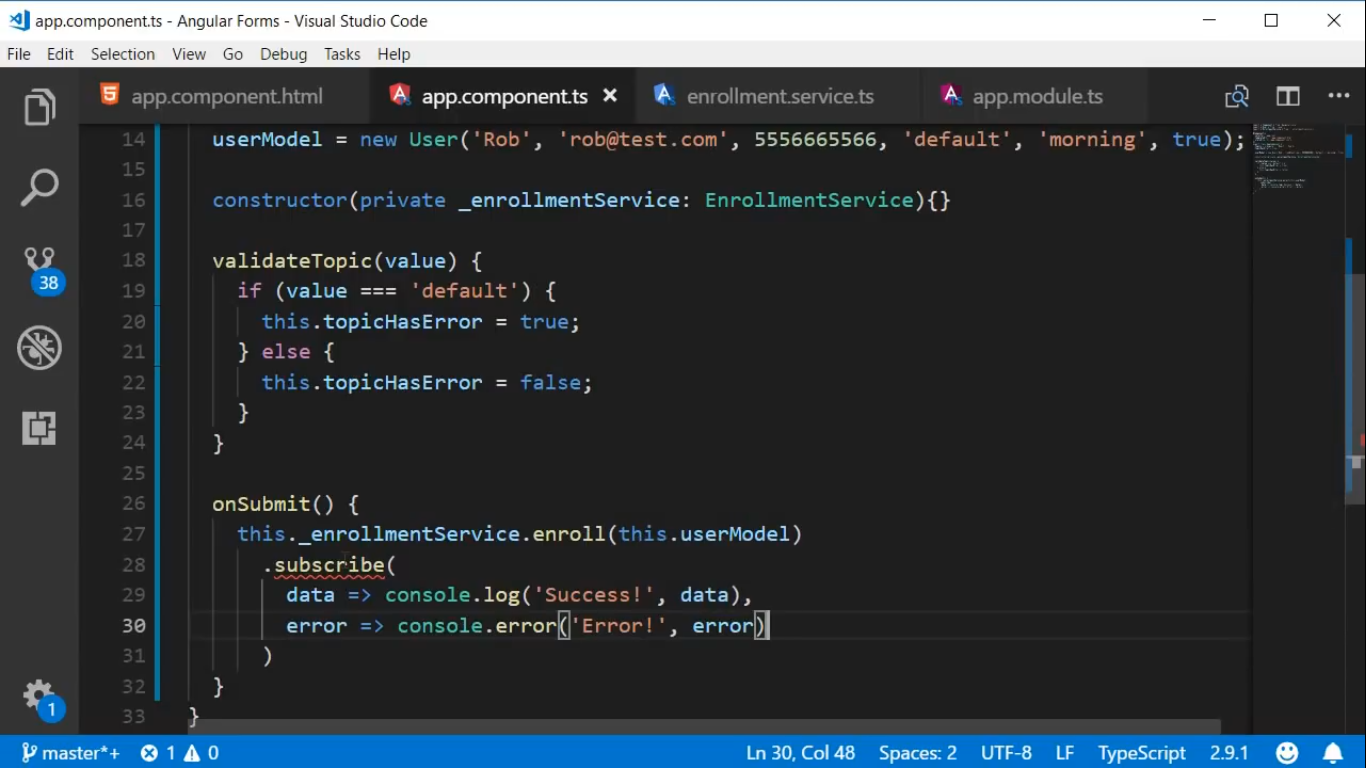 app.component.ts - Angular Forms - Visual Studio Code
File Edit Selection View Go Debug Tasks Help
app.component.html app.component.ts enrollment.service.ts app.module.ts
14 userModel = new User('Rob', 'rob@test.com', 5556665566, 'default', 'morning', true);
15
16 constructor(private _enrollmentService: EnrollmentService){}
17
18 validateTopic(value) {
19 if (value === 'default') {
20 this.topicHasError = true;
21 } else {
22 this.topicHasError = false;
23 }
24 }
25
26 onSubmit() {
27 this._enrollmentService.enroll(this.userModel)
28 .subscribe(
29 data => console.log('Success!', data),
30 error => console.error('Error!', error)
31 )
32 }
33 }
38
1
master*+ 1 0 Ln 30, Col 48 Spaces: 2 UTF-8 LF TypeScript 2.9.1